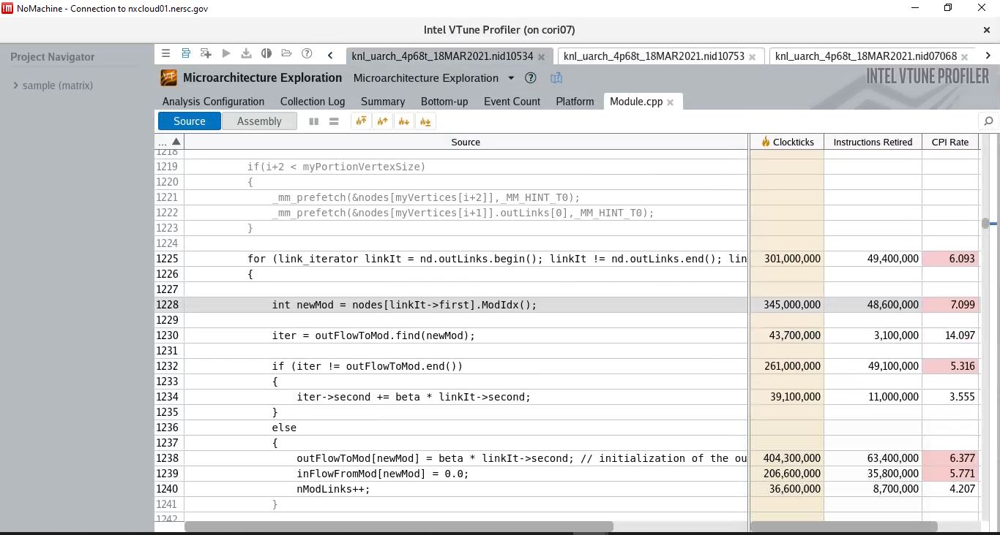 NoMachine - Connection to nxcloud01.nersc.gov
Intel VTune Profiler (on cori07)
Project Navigator
sample (matrix)
knl_uarch_4p68t_18MAR2021.nid10534 knl_uarch_4p68t_18MAR2021.nid10753 knl_uarch_4p68t_18MAR2021.nid07068
Microarchitecture Exploration Microarchitecture Exploration INTEL VTUNE PROFILER
Analysis Configuration Collection Log Summary Bottom-up Event Count Platform Module.cpp
Source Assembly
... Source Clockticks Instructions Retired CPI Rate
1218
1219 if(i+2 < myPortionVertexSize)
1220 {
1221 _mm_prefetch(&nodes[myVertices[i+2]],_MM_HINT_T0);
1222 _mm_prefetch(&nodes[myVertices[i+1]].outLinks[0],_MM_HINT_T0);
1223 }
1224
1225 for (link_iterator linkIt = nd.outLinks.begin(); linkIt != nd.outLinks.end(); lin 301,000,000 49,400,000 6.093
1226 {
1227
1228 int newMod = nodes[linkIt->first].ModIdx(); 345,000,000 48,600,000 7.099
1229
1230 iter = outFlowToMod.find(newMod); 43,700,000 3,100,000 14.097
1231
1232 if (iter != outFlowToMod.end()) 261,000,000 49,100,000 5.316
1233 {
1234 iter->second += beta * linkIt->second; 39,100,000 11,000,000 3.555
1235 }
1236 else
1237 {
1238 outFlowToMod[newMod] = beta * linkIt->second; // initialization of the ou 404,300,000 63,400,000 6.377
1239 inFlowFromMod[newMod] = 0.0; 206,600,000 35,800,000 5.771
1240 nModLinks++; 36,600,000 8,700,000 4.207
1241 }
1242